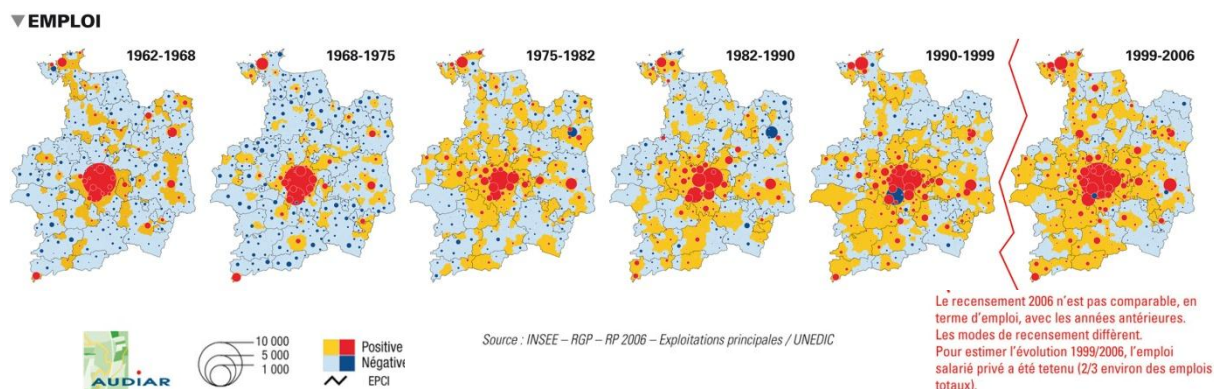 EMPLOI
1962-1968
1968-1975
1975-1982
1982-1990
1990-1999
1999-2006
AUDIAR
10 000
5 000
1 000
Positive
Négative
EPCI
Source : INSEE – RGP – RP 2006 – Exploitations principales / UNEDIC
Le recensement 2006 n'est pas comparable, en
terme d'emploi, avec les années antérieures.
Les modes de recensement diffèrent.
Pour estimer l'évolution 1999/2006, l'emploi
salarié privé a été tetenu (2/3 environ des emplois
totaux).